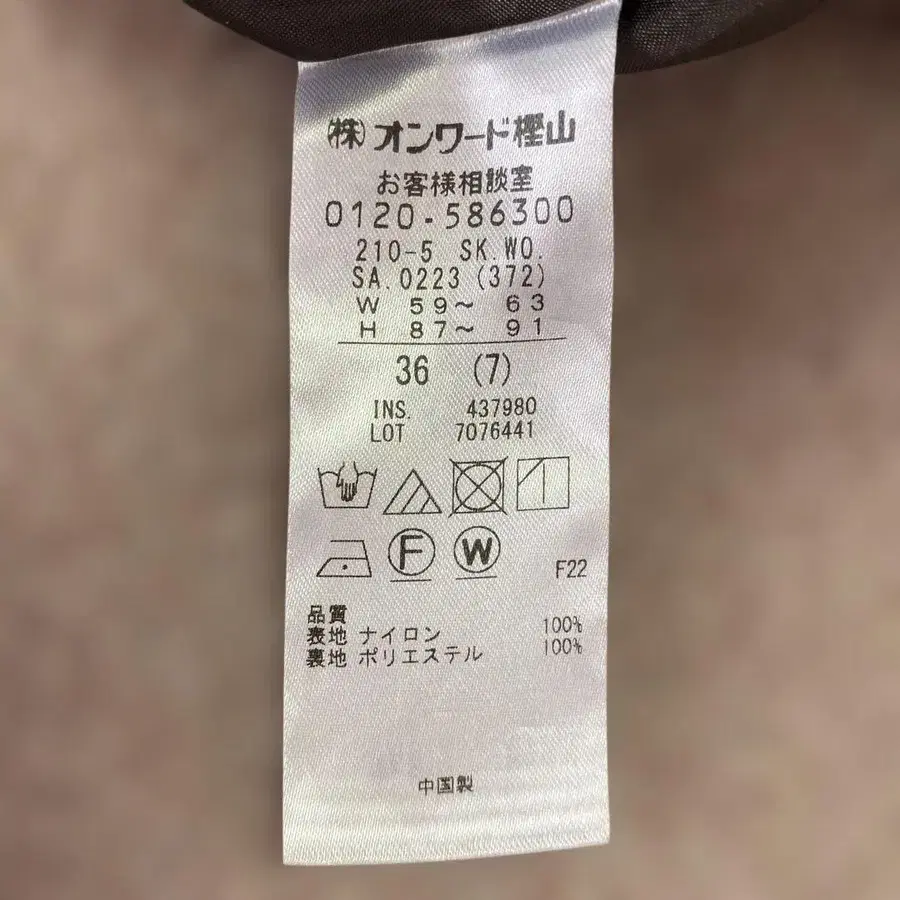 ㈱オンワード樫山
お客様相談室
0120-586300
210-5 SK.WO.
SA.0223 (372)
W 59～ 63
H 87～ 91
36 (7)
INS. 437980
LOT 7076441
F W F22
品質
表地 ナイロン 100%
裏地 ポリエステル 100%
中国製